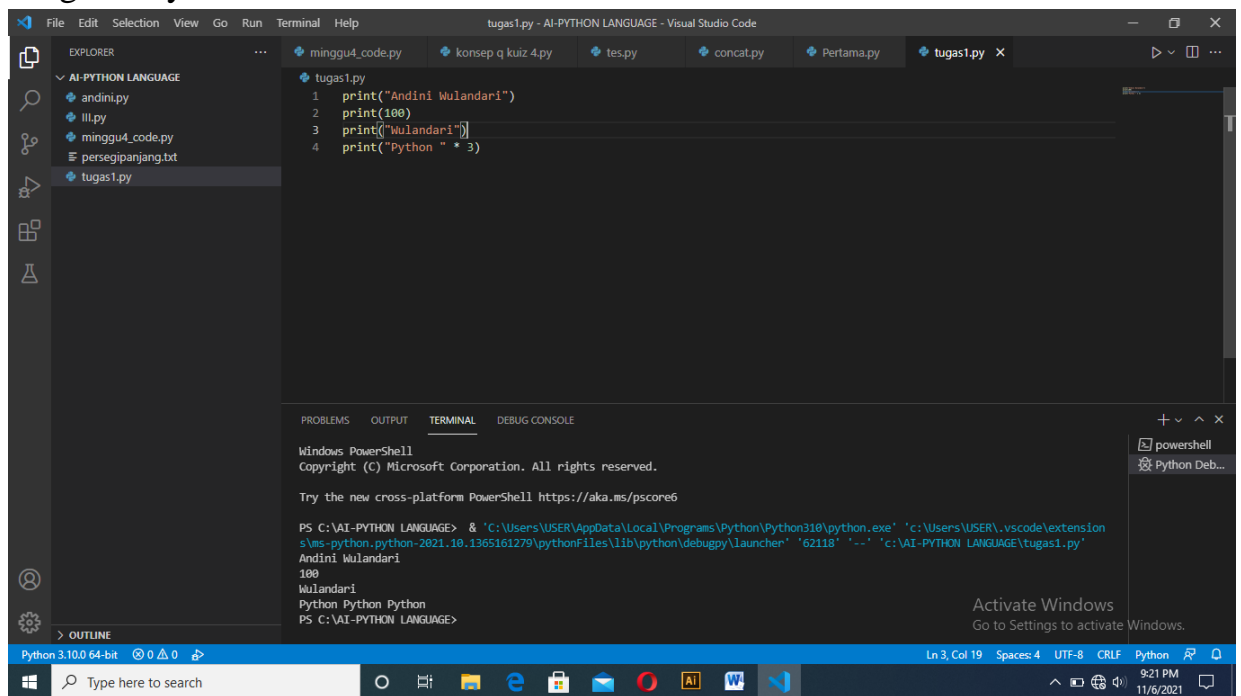 File Edit Selection View Go Run Terminal Help
tugas1.py - AI-PYTHON LANGUAGE - Visual Studio Code
EXPLORER
minggu4_code.py
konsep q kuiz 4.py
tes.py
concat.py
Pertama.py
tugas1.py
AI-PYTHON LANGUAGE
andini.py
III.py
minggu4_code.py
persegipanjang.txt
tugas1.py
tugas1.py
1 print("Andini Wulandari")
2 print(100)
3 print("Wulandari")
4 print("Python " * 3)
PROBLEMS OUTPUT TERMINAL DEBUG CONSOLE
powershell
Python Deb...
Windows PowerShell
Copyright (C) Microsoft Corporation. All rights reserved.
Try the new cross-platform PowerShell https://aka.ms/pscore6
PS C:\AI-PYTHON LANGUAGE> & 'C:\Users\USER\AppData\Local\Programs\Python\Python310\python.exe' 'c:\Users\USER\.vscode\extension
s\ms-python.python-2021.10.1365161279\pythonFiles\lib\python\debugpy\launcher' '62118' '--' 'c:\AI-PYTHON LANGUAGE\tugas1.py'
Andini Wulandari
100
Wulandari
Python Python Python
PS C:\AI-PYTHON LANGUAGE>
Activate Windows
Go to Settings to activate Windows.
OUTLINE
Python 3.10.0 64-bit 0 0 Ln 3, Col 19 Spaces: 4 UTF-8 CRLF Python
Type here to search
Ai
W
9:21 PM
11/6/2021